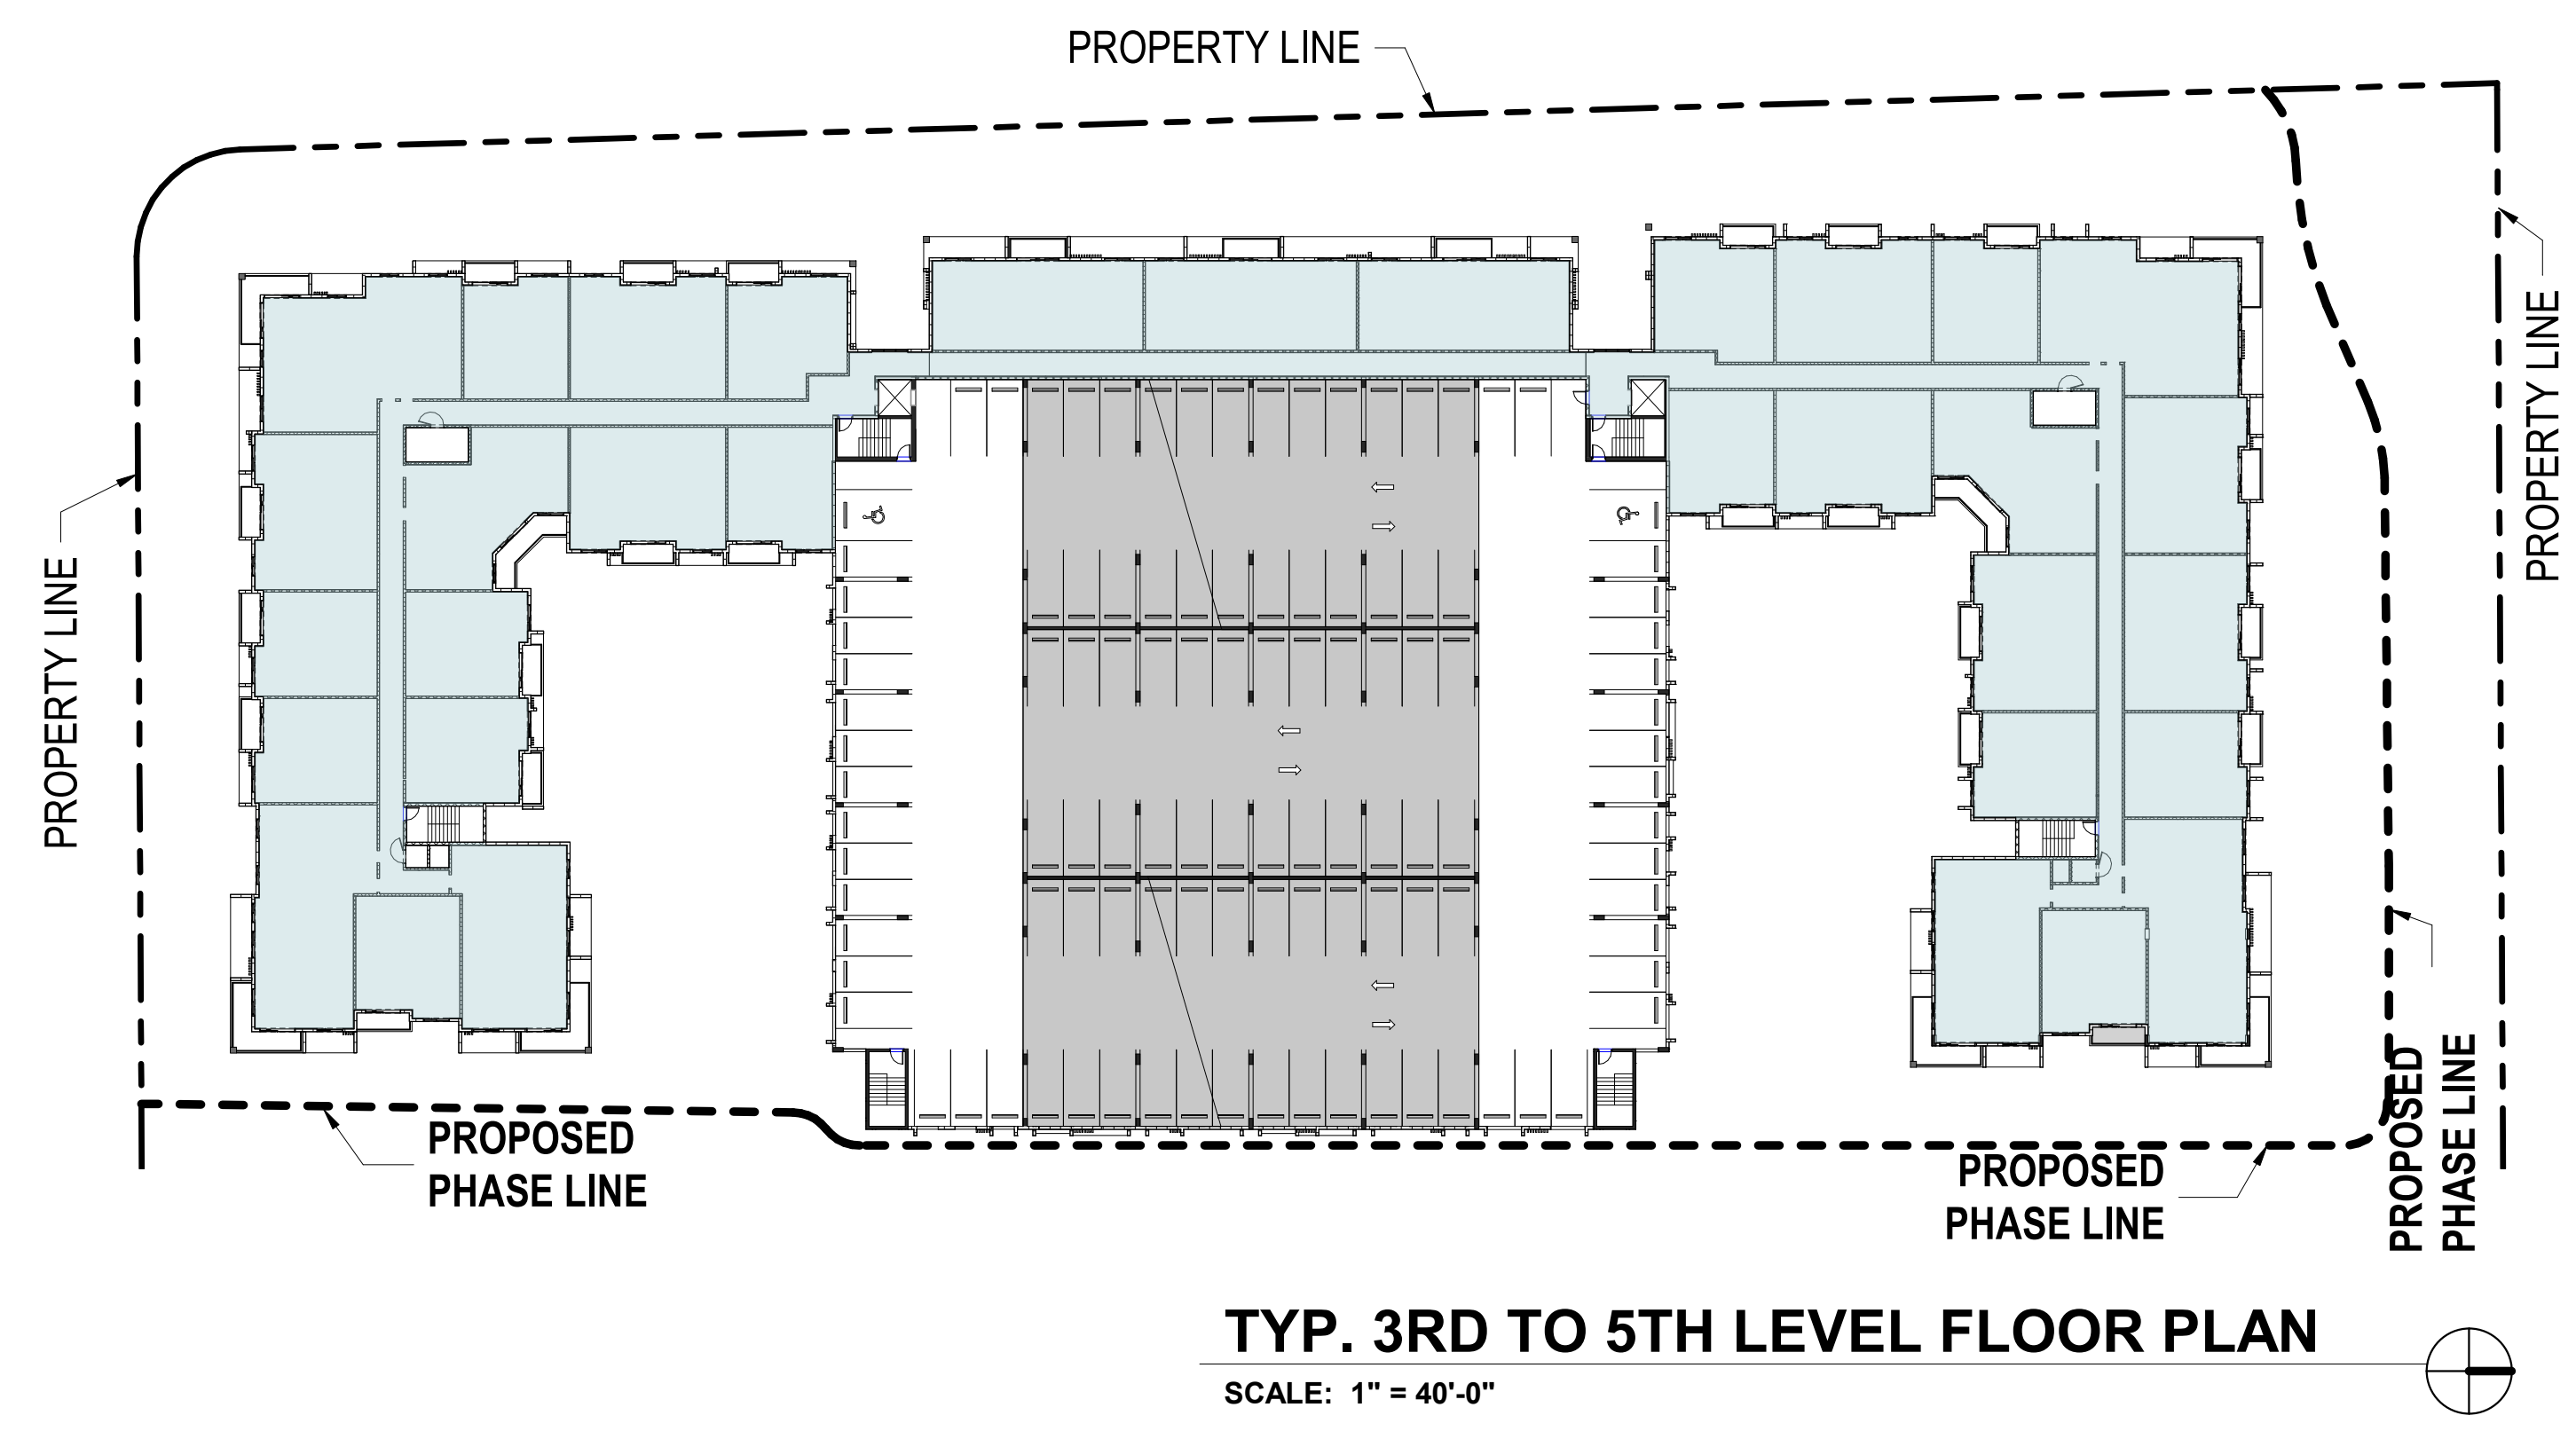 PROPERTY LINE
PROPERTY LINE
PROPERTY LINE
PROPOSED
PHASE LINE
PROPOSED
PHASE LINE
PROPOSED
PHASE LINE
TYP. 3RD TO 5TH LEVEL FLOOR PLAN
SCALE: 1" = 40'-0"